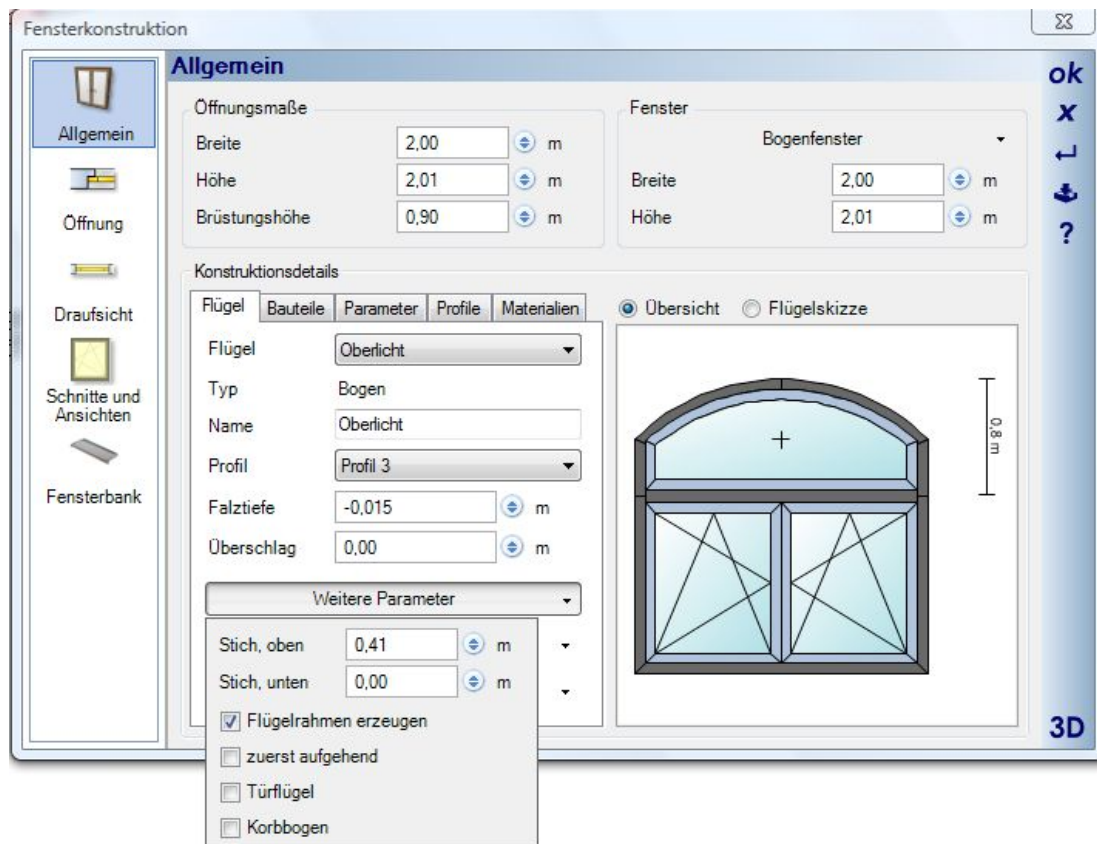 Fensterkonstruktion
Allgemein
Öffnung
Draufsicht
Schnitte und
Ansichten
Fensterbank
Allgemein
Öffnungsmaße
Breite 2,00 m
Höhe 2,01 m
Brüstungshöhe 0,90 m
Fenster
Bogenfenster
Breite 2,00 m
Höhe 2,01 m
Konstruktionsdetails
Flügel Bauteile Parameter Profile Materialien
Flügel Oberlicht
Typ Bogen
Name Oberlicht
Profil Profil 3
Falztiefe -0,015 m
Überschlag 0,00 m
Weitere Parameter
Stich, oben 0,41 m
Stich, unten 0,00 m
Flügelrahmen erzeugen
zuerst aufgehend
Türflügel
Korbbogen
Übersicht Flügelskizze
0,8 m
ok
x
?
3D